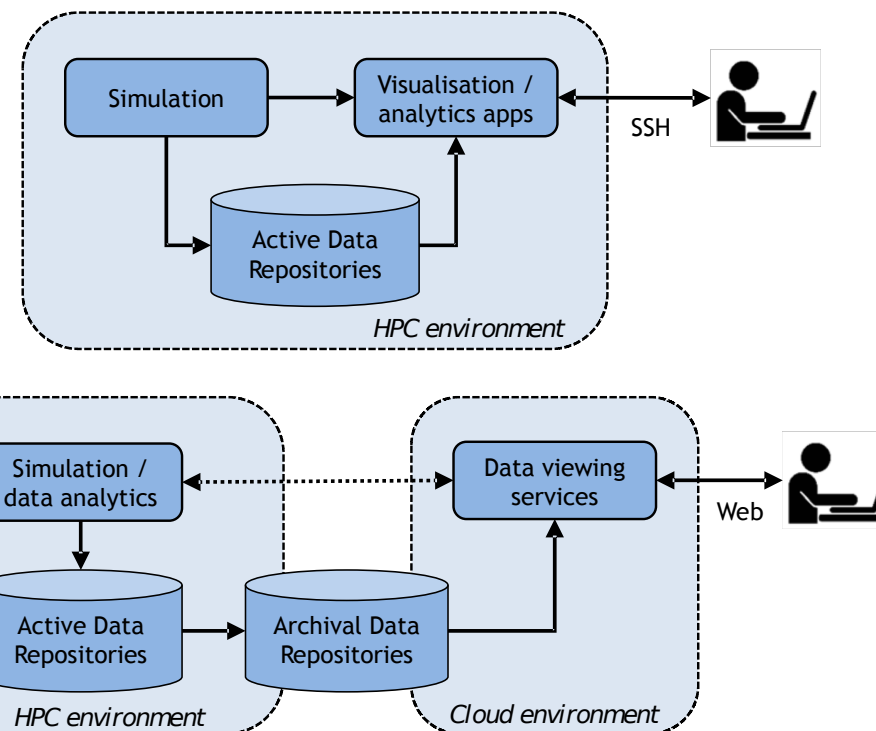 Simulation
Visualisation /
analytics apps
SSH
Active Data
Repositories
HPC environment
Simulation /
data analytics
Data viewing
services
Web
Active Data
Repositories
Archival Data
Repositories
HPC environment
Cloud environment